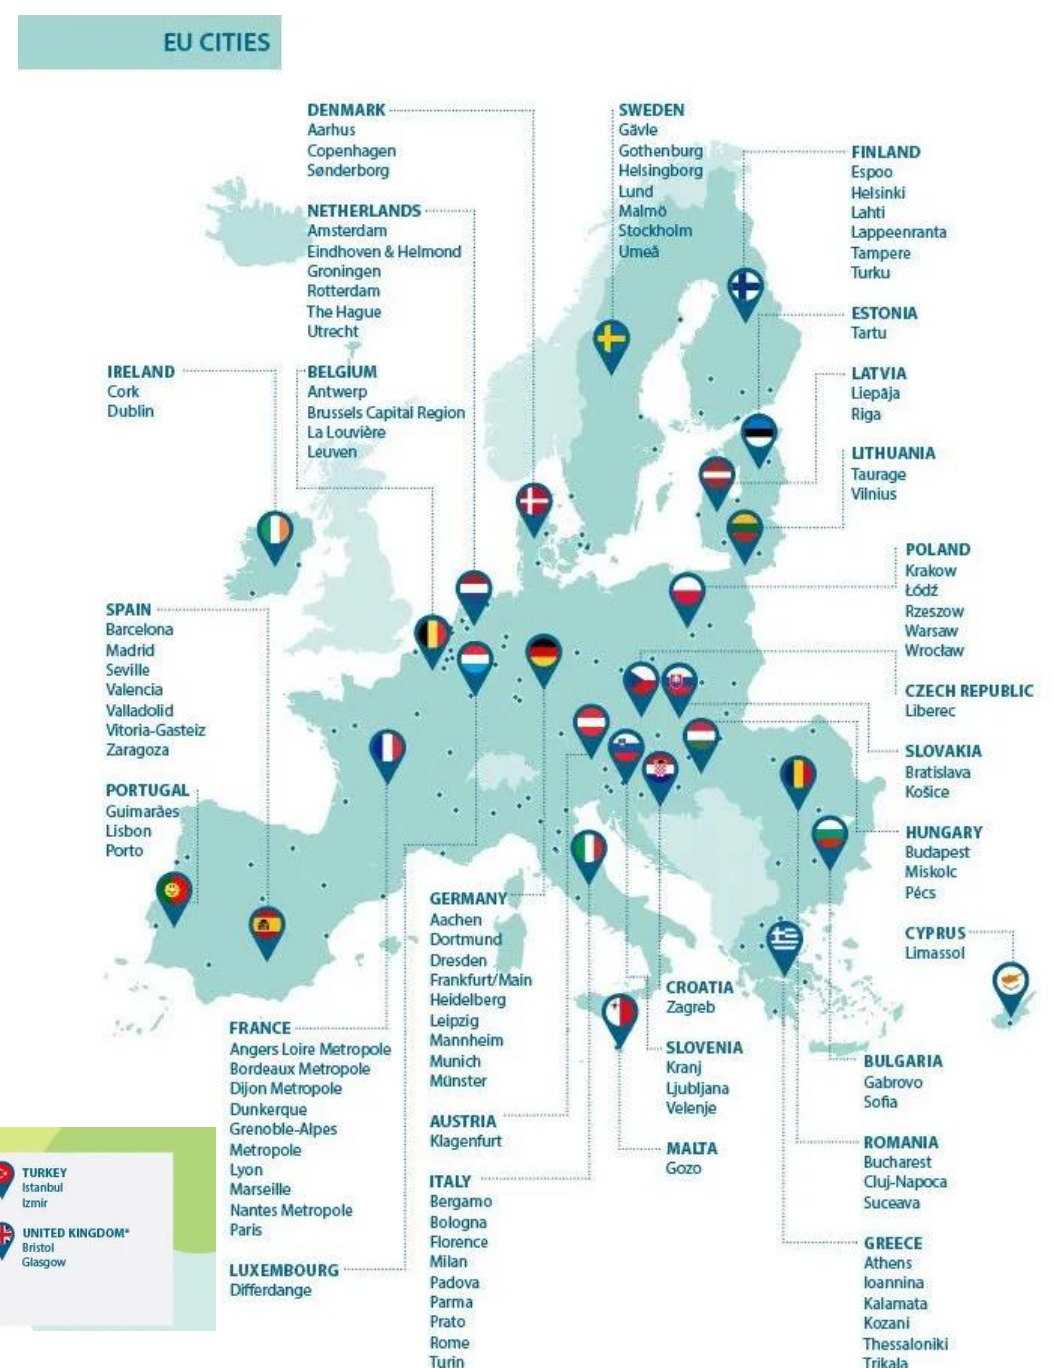 EU CITIES
DENMARK
Aarhus
Copenhagen
Sønderborg
SWEDEN
Gävle
Gothenburg
Helsingborg
Lund
Malmö
Stockholm
Umeå
FINLAND
Espoo
Helsinki
Lahti
Lappeenranta
Tampere
Turku
NETHERLANDS
Amsterdam
Eindhoven & Helmond
Groningen
Rotterdam
The Hague
Utrecht
ESTONIA
Tartu
IRELAND
Cork
Dublin
BELGIUM
Antwerp
Brussels Capital Region
La Louvière
Leuven
LATVIA
Liepāja
Riga
LITHUANIA
Taurage
Vilnius
POLAND
Krakow
Łódź
Rzeszow
Warsaw
Wrocław
SPAIN
Barcelona
Madrid
Seville
Valencia
Valladolid
Vitoria-Gasteiz
Zaragoza
CZECH REPUBLIC
Liberec
SLOVAKIA
Bratislava
Košice
PORTUGAL
Guimarães
Lisbon
Porto
HUNGARY
Budapest
Miskolc
Pécs
GERMANY
Aachen
Dortmund
Dresden
Frankfurt/Main
Heidelberg
Leipzig
Mannheim
Munich
Münster
CYPRUS
Limassol
CROATIA
Zagreb
FRANCE
Angers Loire Metropole
Bordeaux Metropole
Dijon Metropole
Dunkerque
Grenoble-Alpes
Metropole
Lyon
Marseille
Nantes Metropole
Paris
SLOVENIA
Kranj
Ljubljana
Velenje
BULGARIA
Gabrovo
Sofia
AUSTRIA
Klagenfurt
MALTA
Gozo
ROMANIA
Bucharest
Cluj-Napoca
Suceava
TURKEY
Istanbul
Izmir
UNITED KINGDOM*
Bristol
Glasgow
ITALY
Bergamo
Bologna
Florence
Milan
Padova
Parma
Prato
Rome
Turin
LUXEMBOURG
Differdange
GREECE
Athens
Ioannina
Kalamata
Kozani
Thessaloniki
Trikala